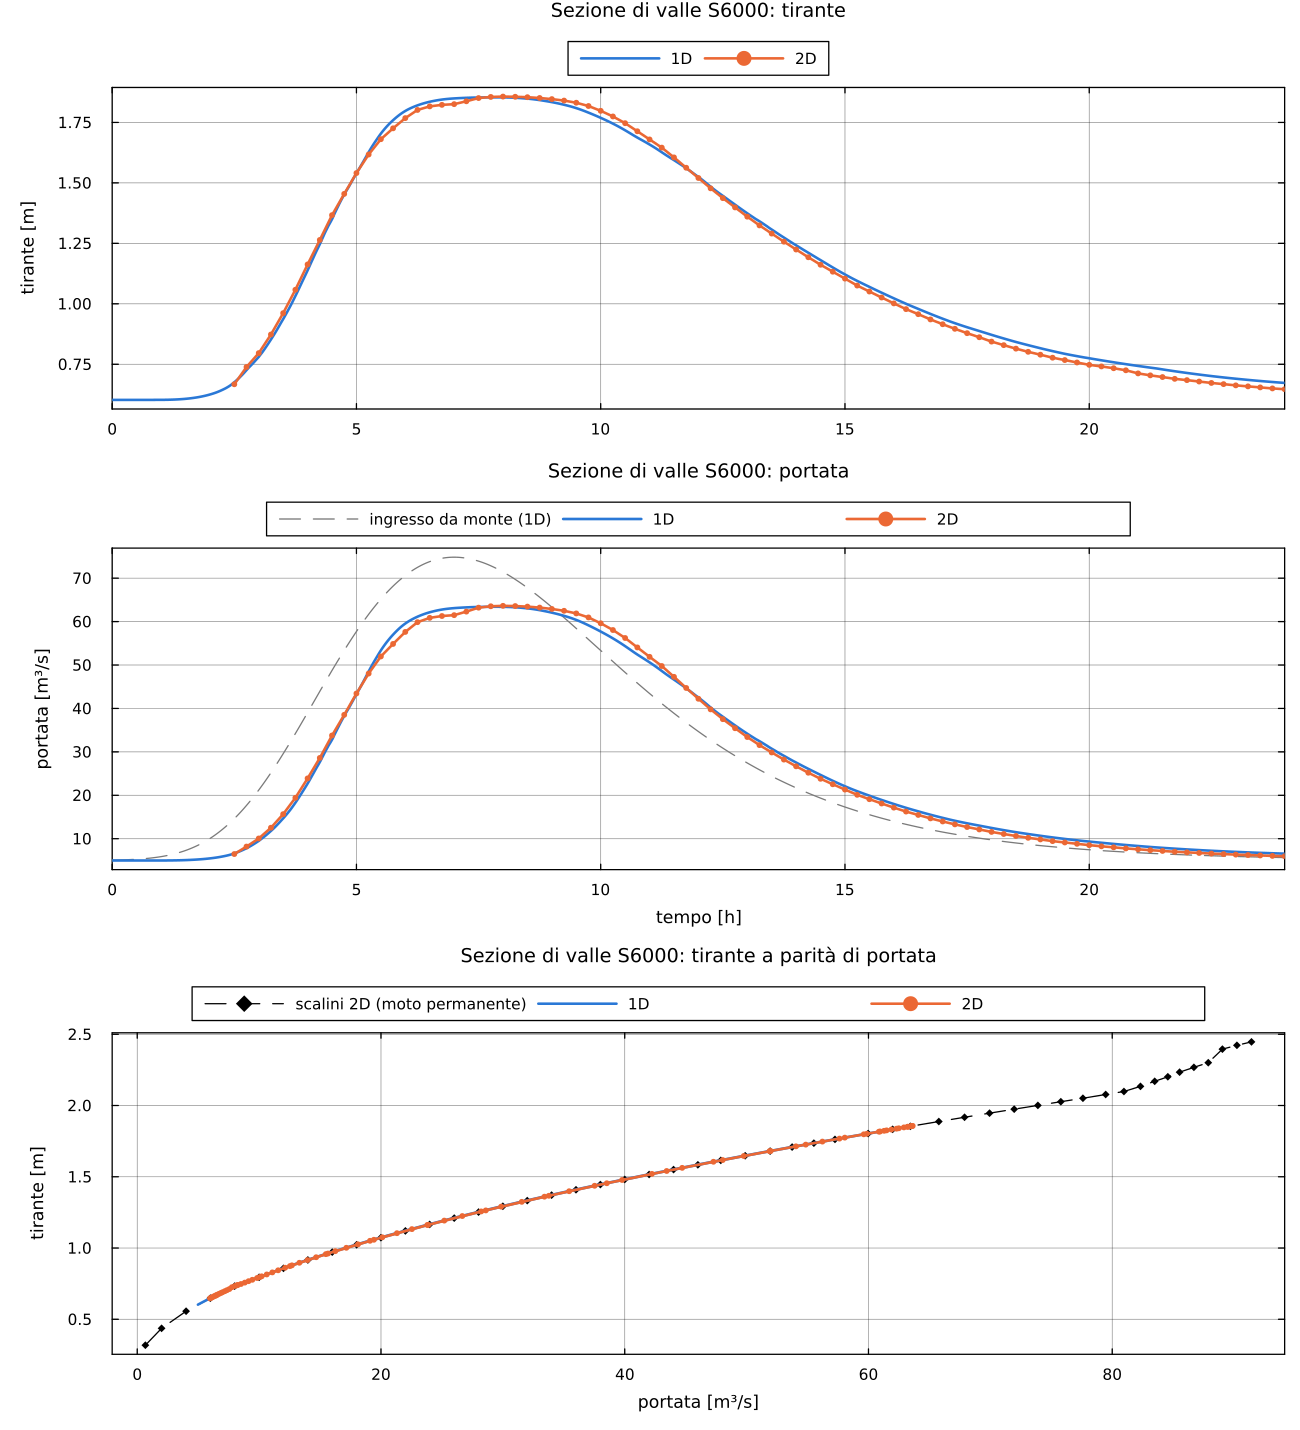 Sezione di valle S6000: tirante
1D 2D
tirante [m]
1.75
1.50
1.25
1.00
0.75
0 5 10 15 20
Sezione di valle S6000: portata
ingresso da monte (1D) 1D 2D
portata [m³/s]
70
60
50
40
30
20
10
0 5 10 15 20
tempo [h]
Sezione di valle S6000: tirante a parità di portata
scalini 2D (moto permanente) 1D 2D
tirante [m]
2.5
2.0
1.5
1.0
0.5
0 20 40 60 80
portata [m³/s]